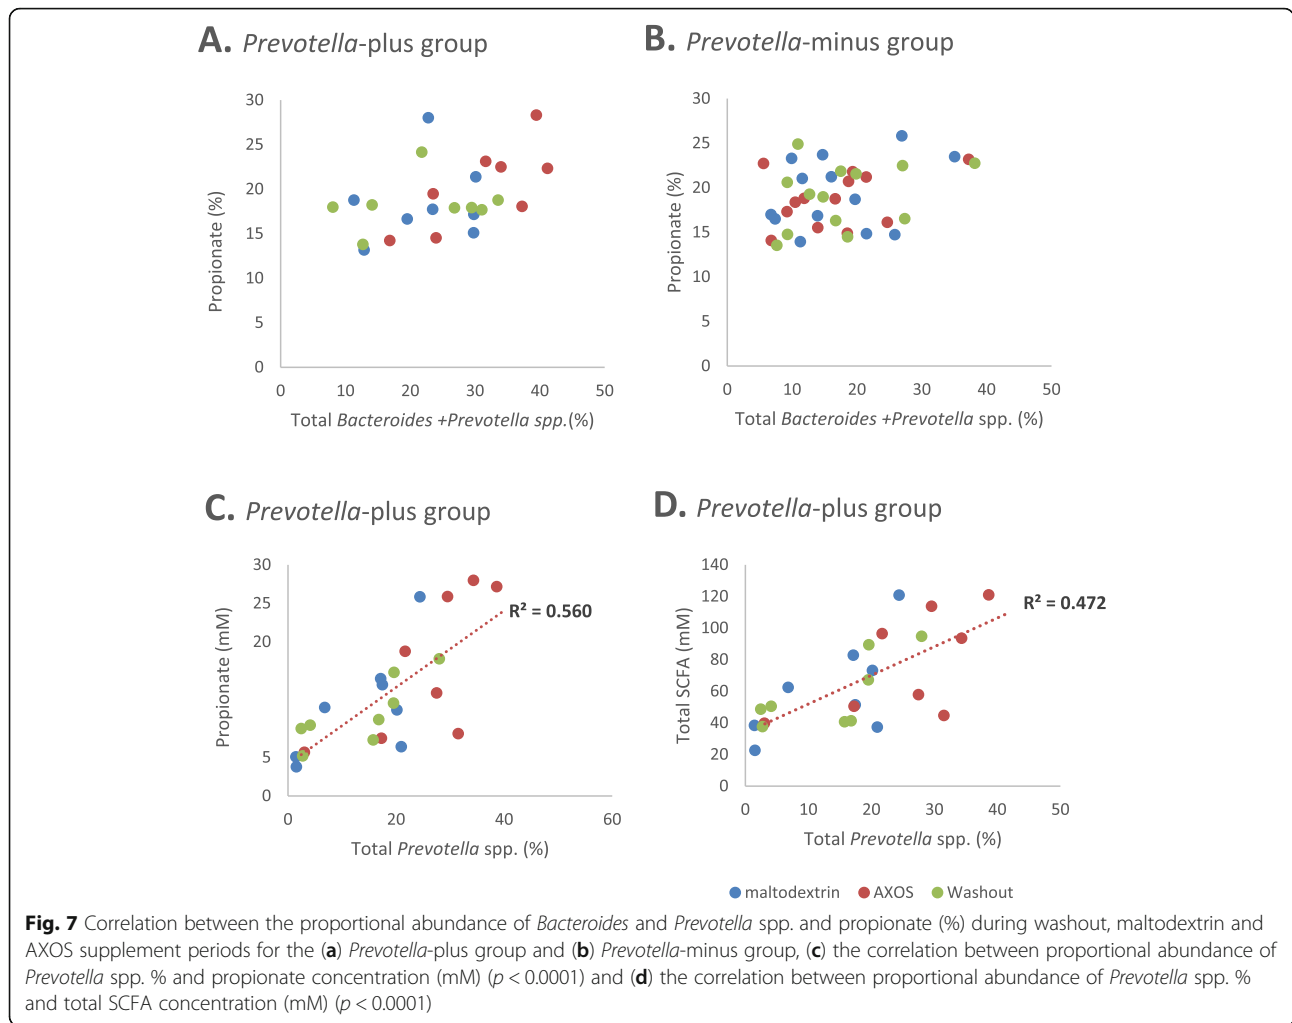 A. Prevotella-plus group
B. Prevotella-minus group
30
25
20
15
10
5
0
Propionate (%)
0 10 20 30 40 50
Total Bacteroides +Prevotella spp.(%)
30
25
20
15
10
5
0
Propionate (%)
0 10 20 30 40 50
Total Bacteroides +Prevotella spp. (%)
C. Prevotella-plus group
D. Prevotella-plus group
30
25
20
5
0
Propionate (mM)
R² = 0.560
0 20 40 60
Total Prevotella spp. (%)
140
120
100
80
60
40
20
0
Total SCFA (mM)
R² = 0.472
0 10 20 30 40 50
Total Prevotella spp. (%)
maltodextrin AXOS Washout
Fig. 7 Correlation between the proportional abundance of Bacteroides and Prevotella spp. and propionate (%) during washout, maltodextrin and
AXOS supplement periods for the (a) Prevotella-plus group and (b) Prevotella-minus group, (c) the correlation between proportional abundance of
Prevotella spp. % and propionate concentration (mM) (p < 0.0001) and (d) the correlation between proportional abundance of Prevotella spp. %
and total SCFA concentration (mM) (p < 0.0001)